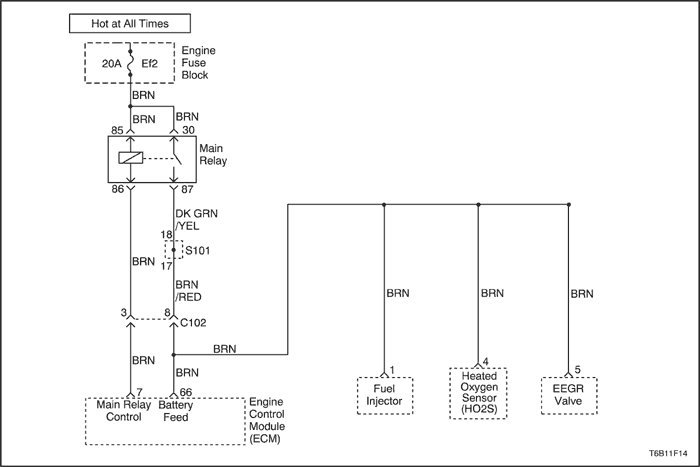 Hot at All Times
20A Ef2
Engine
Fuse
Block
BRN
BRN
BRN
85
30
Main
Relay
86
87
DK GRN
/YEL
18
S101
17
BRN
BRN
/RED
3
8
C102
BRN
BRN
BRN
7
66
Main Relay
Control
Battery
Feed
Engine
Control
Module
(ECM)
BRN
BRN
BRN
1
4
5
Fuel
Injector
Heated
Oxygen
Sensor
(HO2S)
EEGR
Valve
T6B11F14